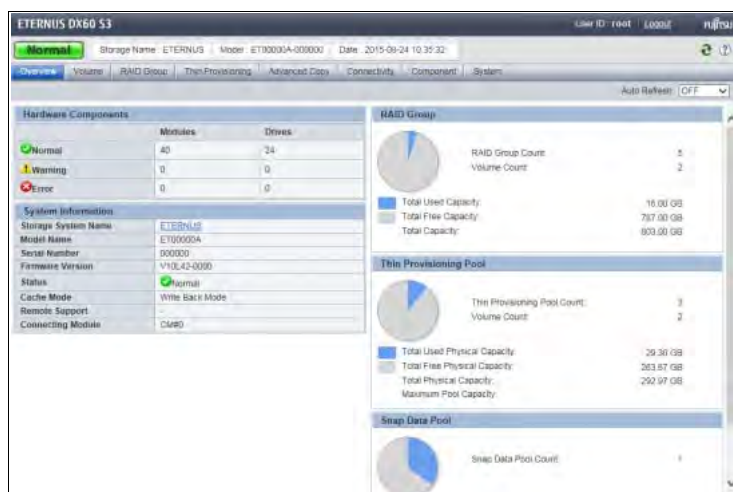 ETERNUS DX60 S3
User ID: root Logout FUJITSU
Normal Storage Name: ETERNUS Model: ET00000A-000000 Date: 2015-09-24 10:35:32
Overview Volume RAID Group Thin Provisioning Advanced Copy Connectivity Component System
Auto Refresh: OFF
Hardware Components
Modules Drives
Normal 40 24
Warning 0 0
Error 0 0
System Information
Storage System Name ETERNUS
Model Name ET00000A
Serial Number 000000
Firmware Version V10L42-0000
Status Normal
Cache Mode Write Back Mode
Remote Support -
Connecting Module CM#0
RAID Group
RAID Group Count: 5
Volume Count: 2
Total Used Capacity: 16.00 GB
Total Free Capacity: 787.00 GB
Total Capacity: 803.00 GB
Thin Provisioning Pool
Thin Provisioning Pool Count: 3
Volume Count: 2
Total Used Physical Capacity: 29.30 GB
Total Free Physical Capacity: 263.67 GB
Total Physical Capacity: 292.97 GB
Maximum Pool Capacity:
Snap Data Pool
Snap Data Pool Count: 1